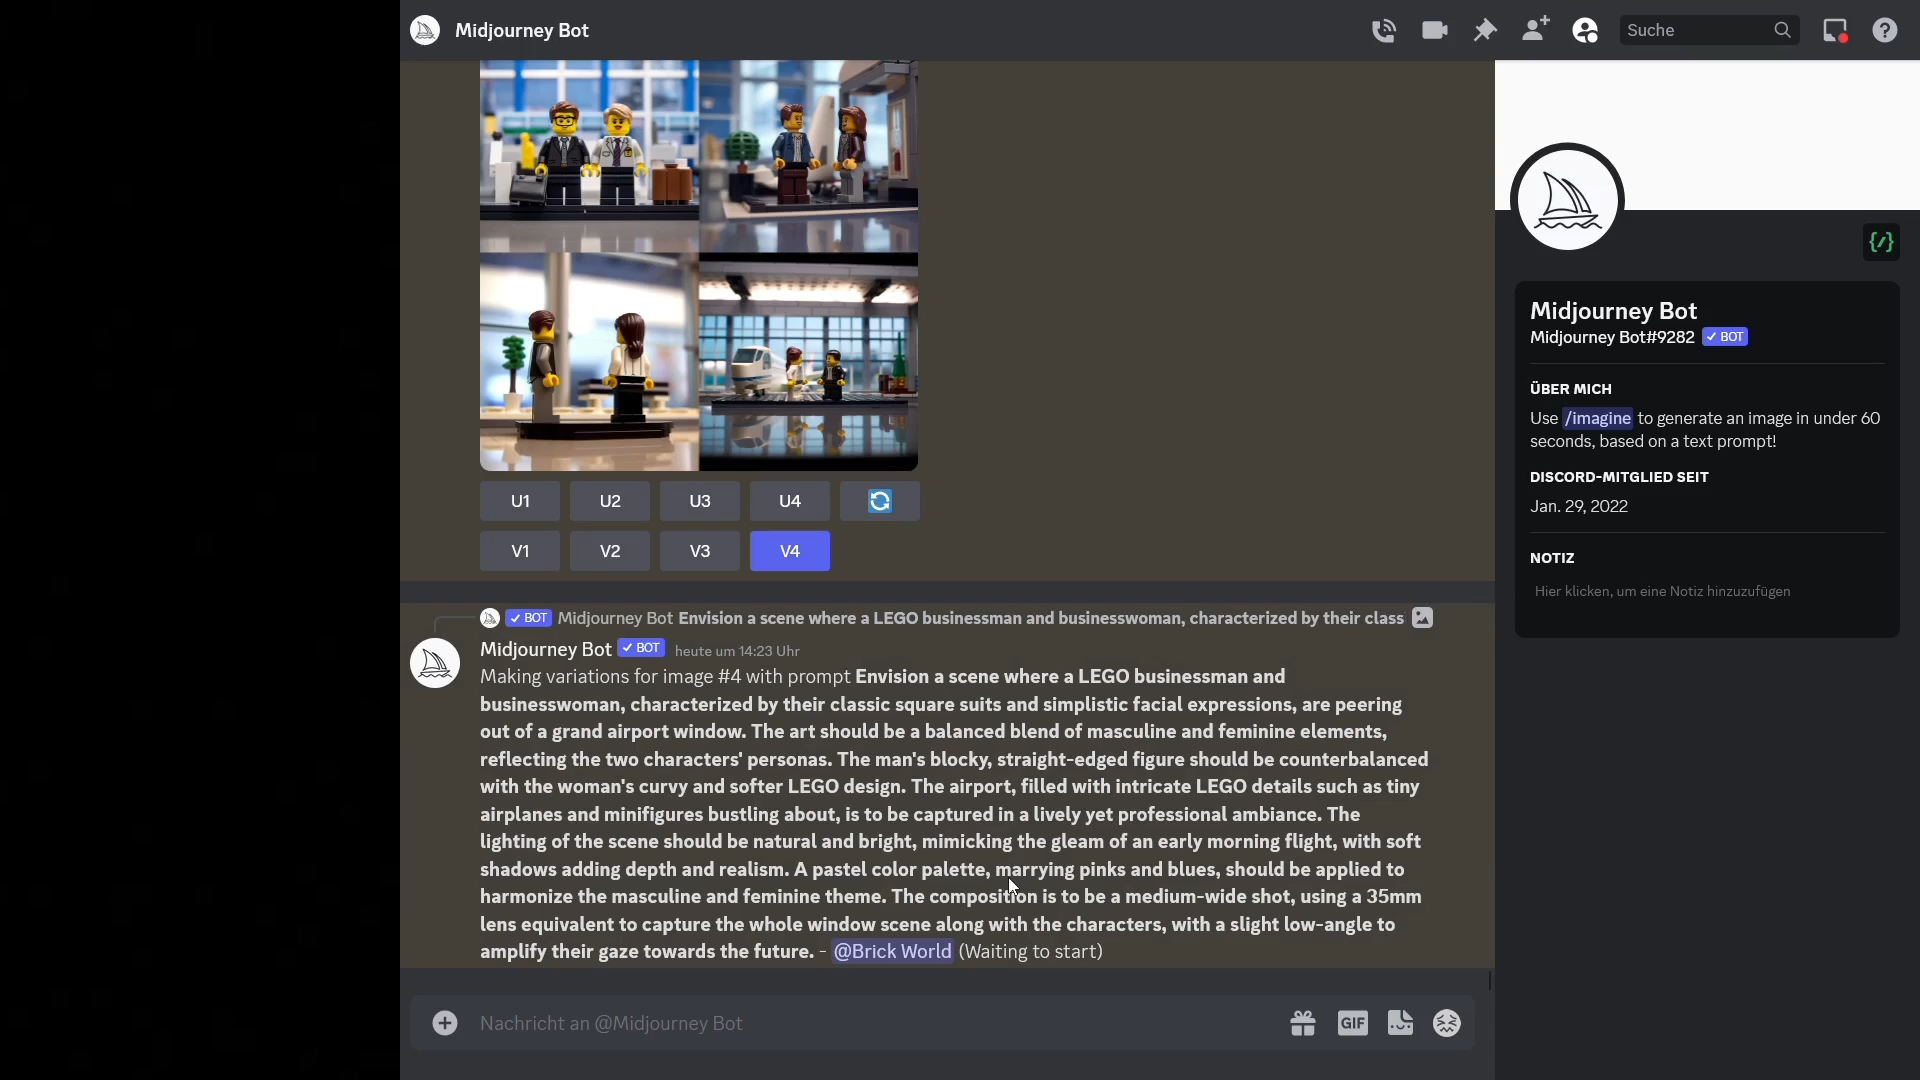 Midjourney Bot
Suche
U1 U2 U3 U4
V1 V2 V3 V4
BOT Midjourney Bot Envision a scene where a LEGO businessman and businesswoman, characterized by their class
Midjourney Bot BOT heute um 14:23 Uhr
Making variations for image #4 with prompt Envision a scene where a LEGO businessman and
businesswoman, characterized by their classic square suits and simplistic facial expressions, are peering
out of a grand airport window. The art should be a balanced blend of masculine and feminine elements,
reflecting the two characters' personas. The man's blocky, straight-edged figure should be counterbalanced
with the woman's curvy and softer LEGO design. The airport, filled with intricate LEGO details such as tiny
airplanes and minifigures bustling about, is to be captured in a lively yet professional ambiance. The
lighting of the scene should be natural and bright, mimicking the gleam of an early morning flight, with soft
shadows adding depth and realism. A pastel color palette, marrying pinks and blues, should be applied to
harmonize the masculine and feminine theme. The composition is to be a medium-wide shot, using a 35mm
lens equivalent to capture the whole window scene along with the characters, with a slight low-angle to
amplify their gaze towards the future. - @Brick World (Waiting to start)
Nachricht an @Midjourney Bot
GIF
{/}
Midjourney Bot
Midjourney Bot#9282 BOT
ÜBER MICH
Use /imagine to generate an image in under 60
seconds, based on a text prompt!
DISCORD-MITGLIED SEIT
Jan. 29, 2022
NOTIZ
Hier klicken, um eine Notiz hinzuzufügen